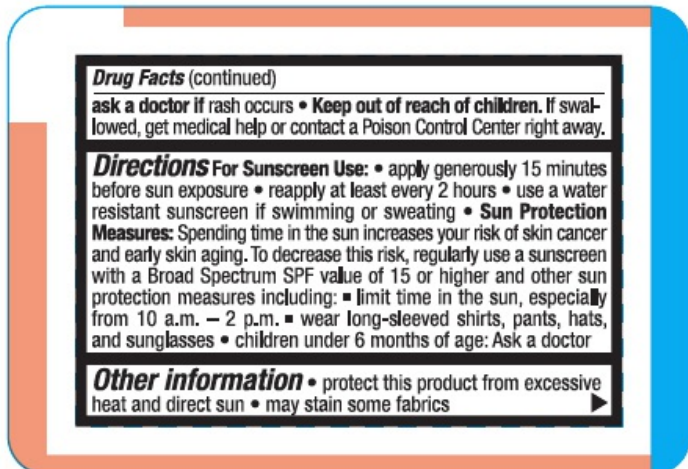 Drug Facts (continued)
ask a doctor if rash occurs • Keep out of reach of children. If swal-
lowed, get medical help or contact a Poison Control Center right away.
Directions For Sunscreen Use: • apply generously 15 minutes
before sun exposure • reapply at least every 2 hours • use a water
resistant sunscreen if swimming or sweating • Sun Protection
Measures: Spending time in the sun increases your risk of skin cancer
and early skin aging. To decrease this risk, regularly use a sunscreen
with a Broad Spectrum SPF value of 15 or higher and other sun
protection measures including: ▪ limit time in the sun, especially
from 10 a.m. – 2 p.m. ▪ wear long-sleeved shirts, pants, hats,
and sunglasses • children under 6 months of age: Ask a doctor
Other information • protect this product from excessive
heat and direct sun • may stain some fabrics ▶